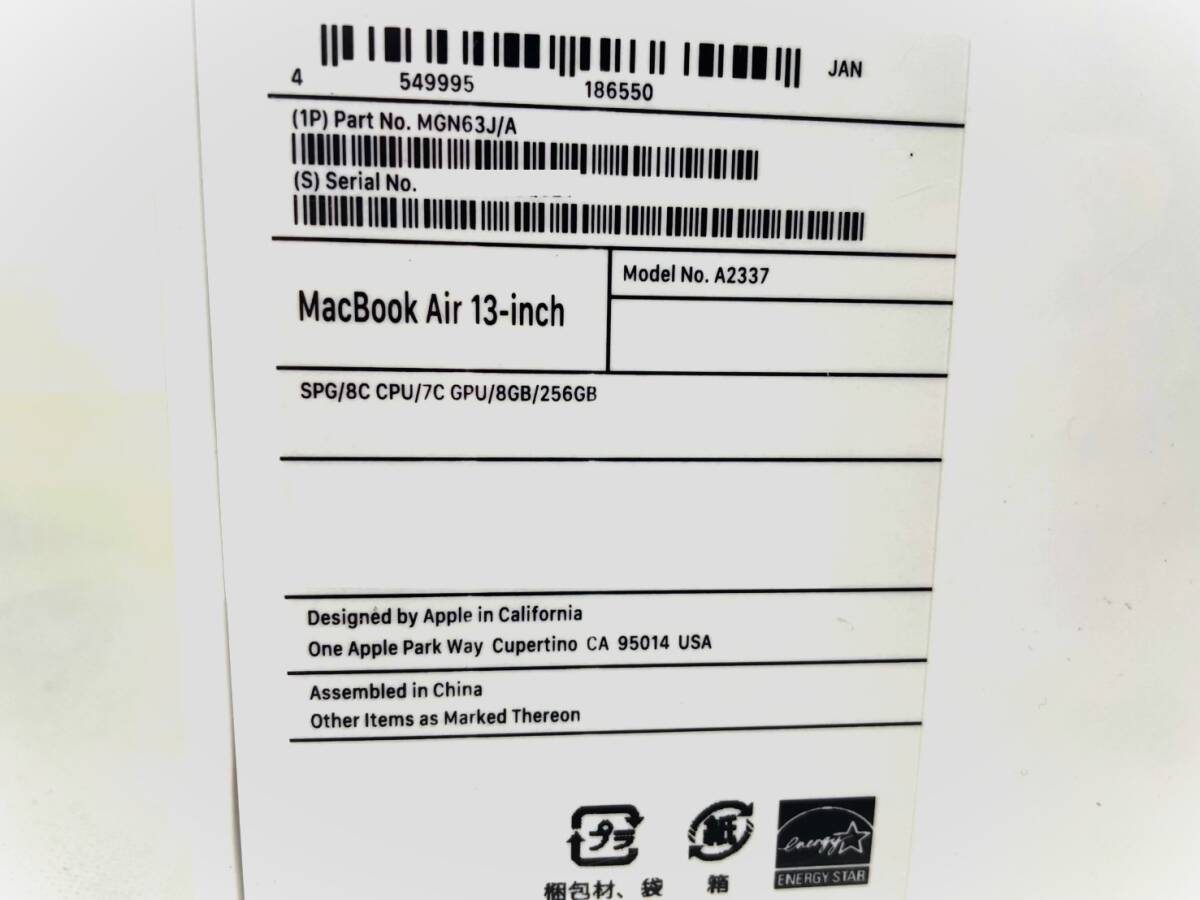 4 549995 186550 JAN
(1P) Part No. MGN63J/A
(S) Serial No.
MacBook Air 13-inch
Model No. A2337
SPG/8C CPU/7C GPU/8GB/256GB
Designed by Apple in California
One Apple Park Way Cupertino CA 95014 USA
Assembled in China
Other Items as Marked Thereon
プラ
紙
energy
ENERGY STAR
梱包材、袋
箱